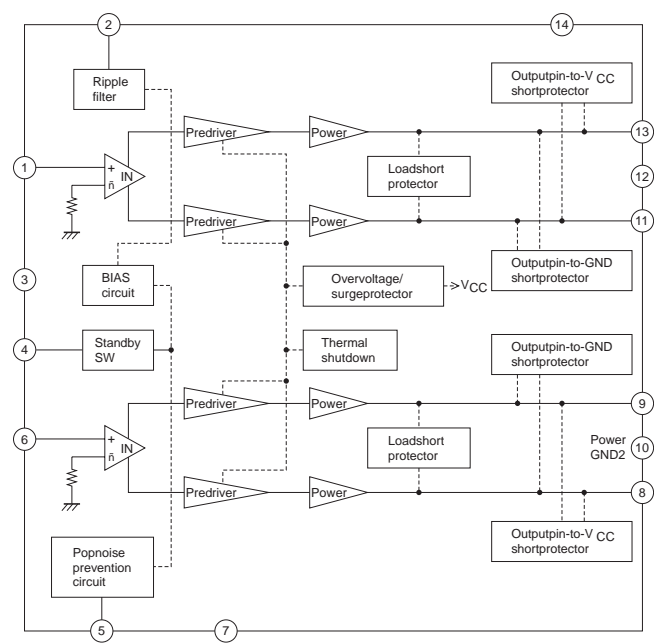 2
14
Ripple
filter
Outputpin-to-V CC
shortprotector
Predriver
Power
13
1
+
IN
ñ
Loadshort
protector
12
Predriver
Power
11
3
BIAS
circuit
Overvoltage/
surgeprotector
VCC
Outputpin-to-GND
shortprotector
4
Standby
SW
Thermal
shutdown
Outputpin-to-GND
shortprotector
Predriver
Power
9
6
+
IN
ñ
Loadshort
protector
Power
GND2
10
Predriver
Power
8
Popnoise
prevention
circuit
Outputpin-to-V CC
shortprotector
5
7